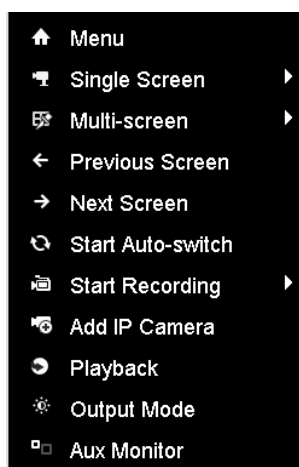 Menu
Single Screen
Multi-screen
Previous Screen
Next Screen
Start Auto-switch
Start Recording
Add IP Camera
Playback
Output Mode
Aux Monitor